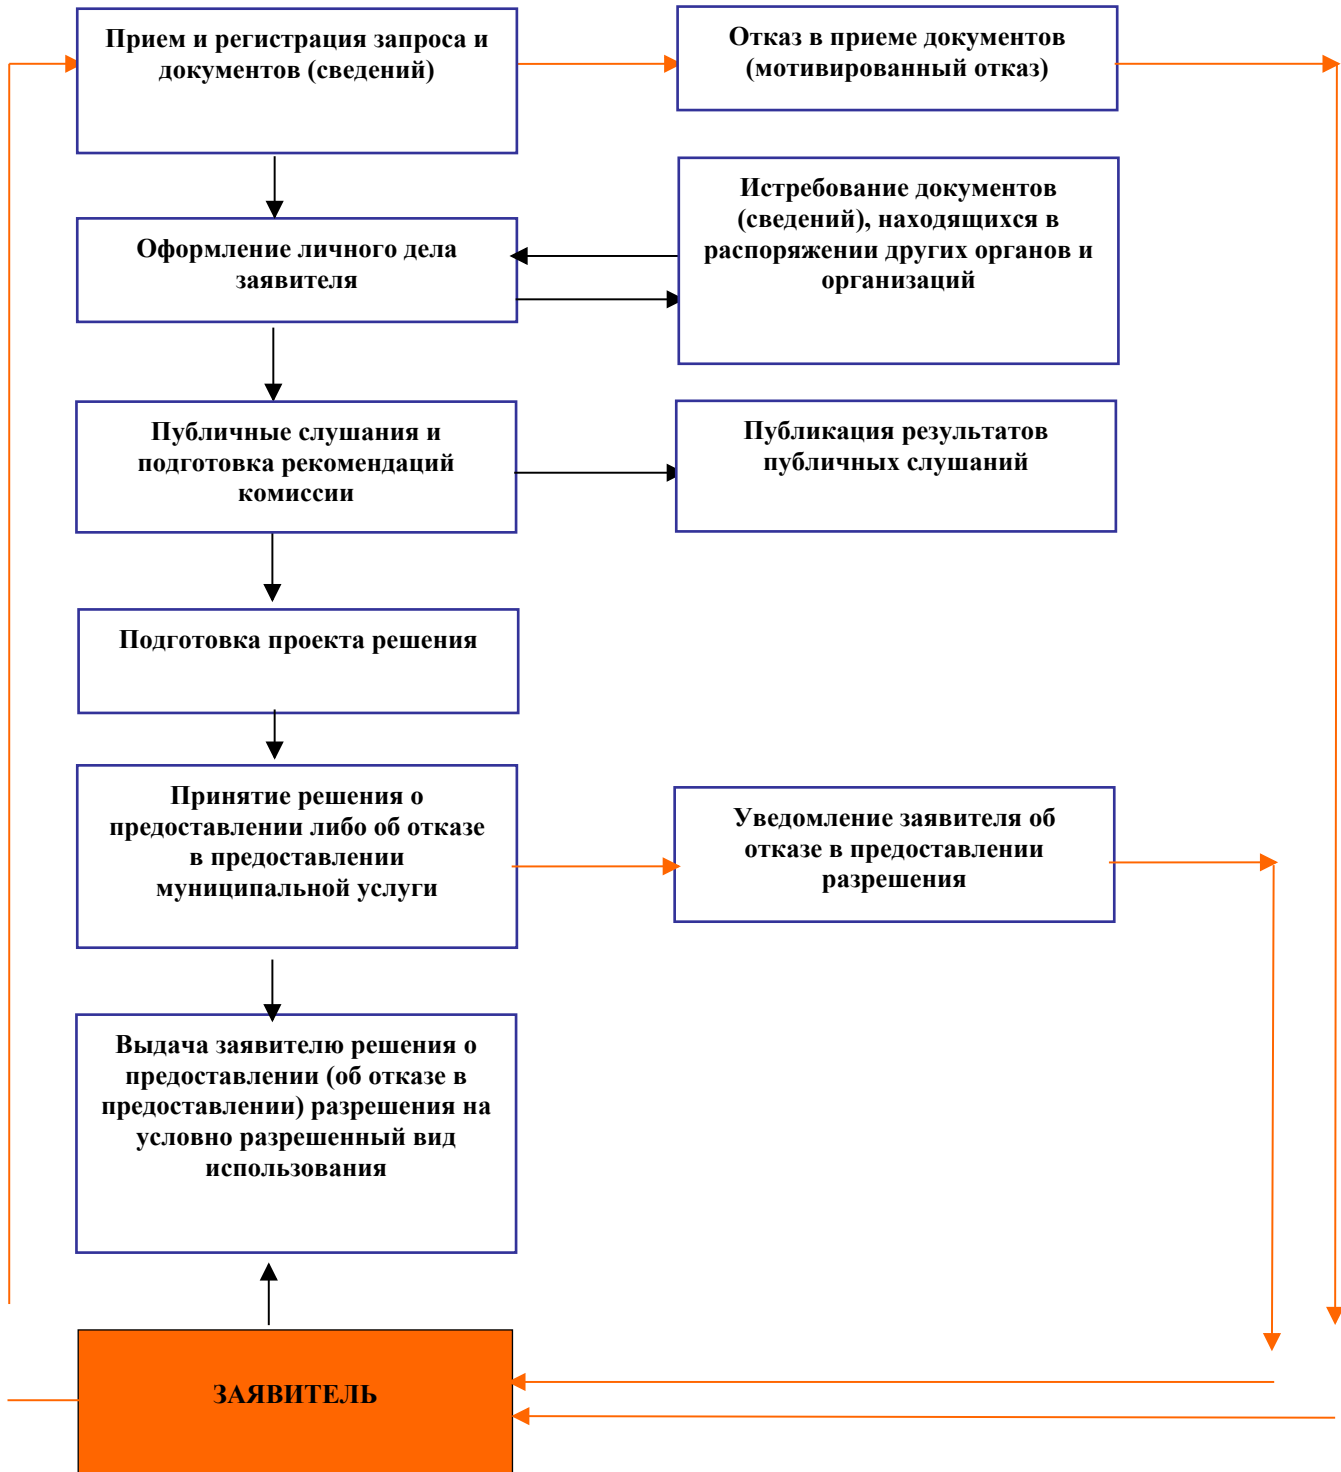 Прием и регистрация запроса и
документов (сведений)
Отказ в приеме документов
(мотивированный отказ)
Истребование документов
(сведений), находящихся в
распоряжении других органов и
организаций
Оформление личного дела
заявителя
Публичные слушания и
подготовка рекомендаций
комиссии
Публикация результатов
публичных слушаний
Подготовка проекта решения
Принятие решения о
предоставлении либо об отказе
в предоставлении
муниципальной услуги
Уведомление заявителя об
отказе в предоставлении
разрешения
Выдача заявителю решения о
предоставлении (об отказе в
предоставлении) разрешения на
условно разрешенный вид
использования
ЗАЯВИТЕЛЬ